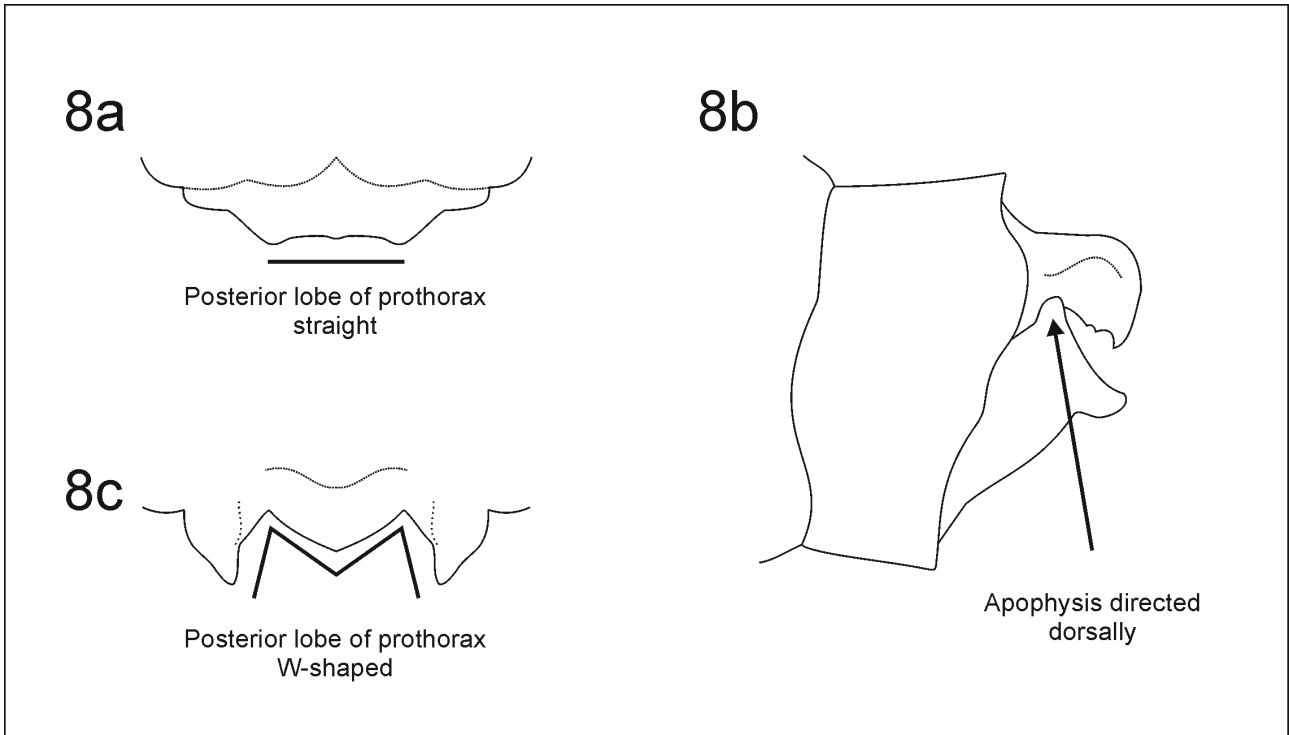 8a
Posterior lobe of prothorax
straight
8b
Apophysis directed
dorsally
8c
Posterior lobe of prothorax
W-shaped